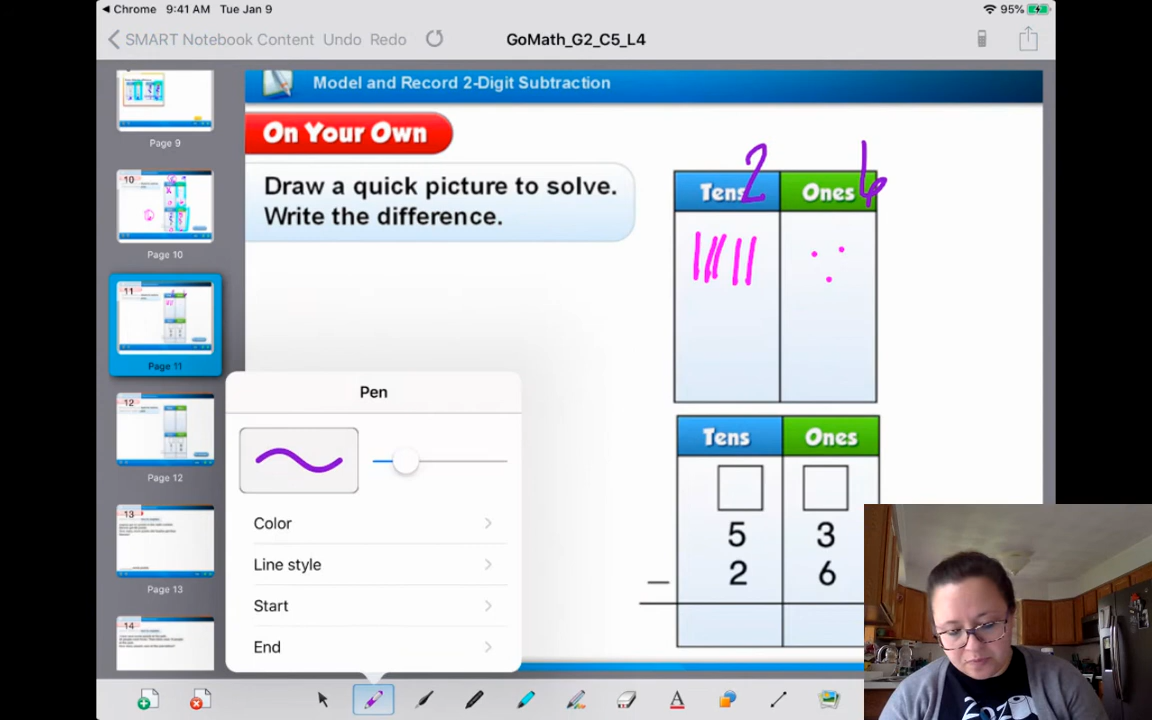 Chrome 9:41 AM Tue Jan 9 95%
SMART Notebook Content Undo Redo GoMath_G2_C5_L4
Model and Record 2-Digit Subtraction
On Your Own
Draw a quick picture to solve.
Write the difference.
2 6
Tens Ones
Tens Ones
5 3
— 2 6
Page 9
10
Page 10
11
Page 11
12
Page 12
13
Page 13
14
Pen
Color
Line style
Start
End
A